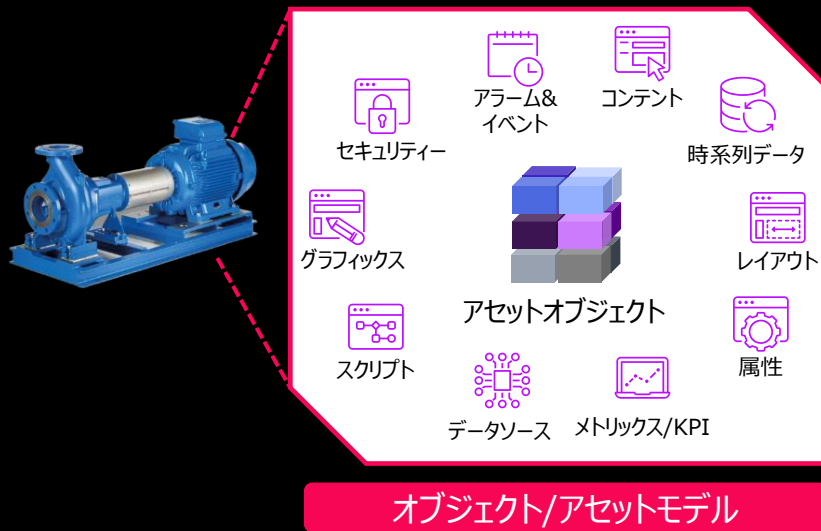 アラーム&
イベント
コンテント
セキュリティー
時系列データ
グラフィックス
レイアウト
アセットオブジェクト
スクリプト
属性
データソース
メトリックス/KPI
オブジェクト/アセットモデル